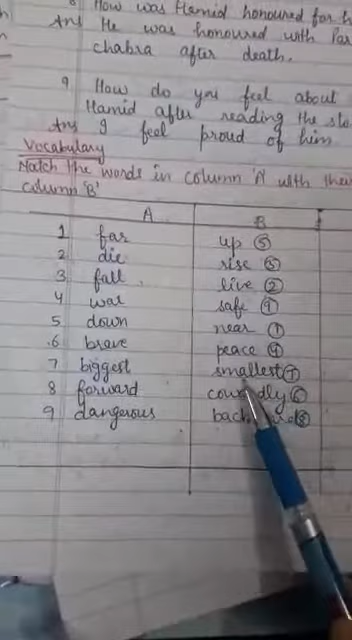 8 How was Hamid honoured for h
Ans He was honoured with Par
chakra after death.
9 How do you feel about
Hamid after reading the sto
Ans I feel proud of him
Vocabulary
Match the words in column 'A' with their
column 'B'
A B
1 far up ⑤
2 die rise ③
3 fall live ②
4 war safe ⑨
5 down near ①
6 brave peace ④
7 biggest smallest ⑦
8 forward cowardly ⑥
9 dangerous backward ⑧